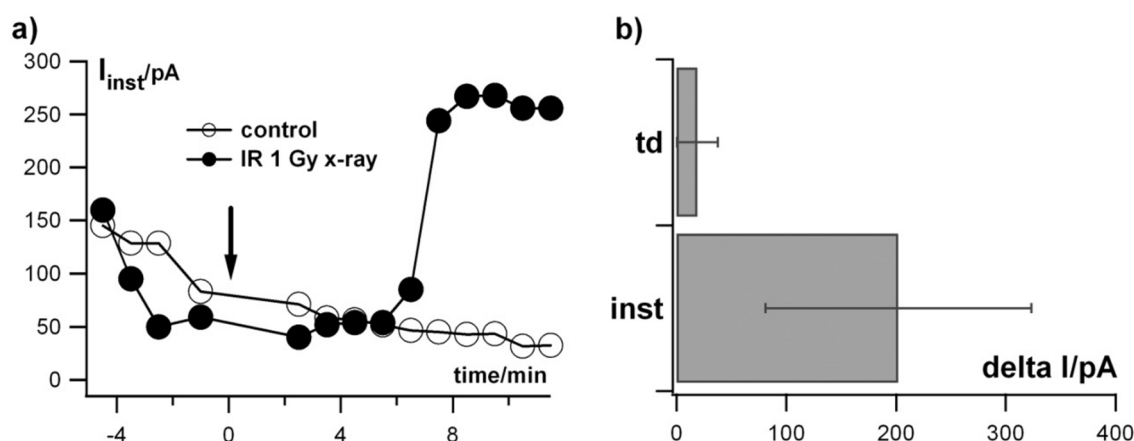 a)
I_inst/pA
300
250
200
150
100
50
0
control
IR 1 Gy x-ray
time/min
-4 0 4 8
b)
td
inst
delta I/pA
0 100 200 300 400